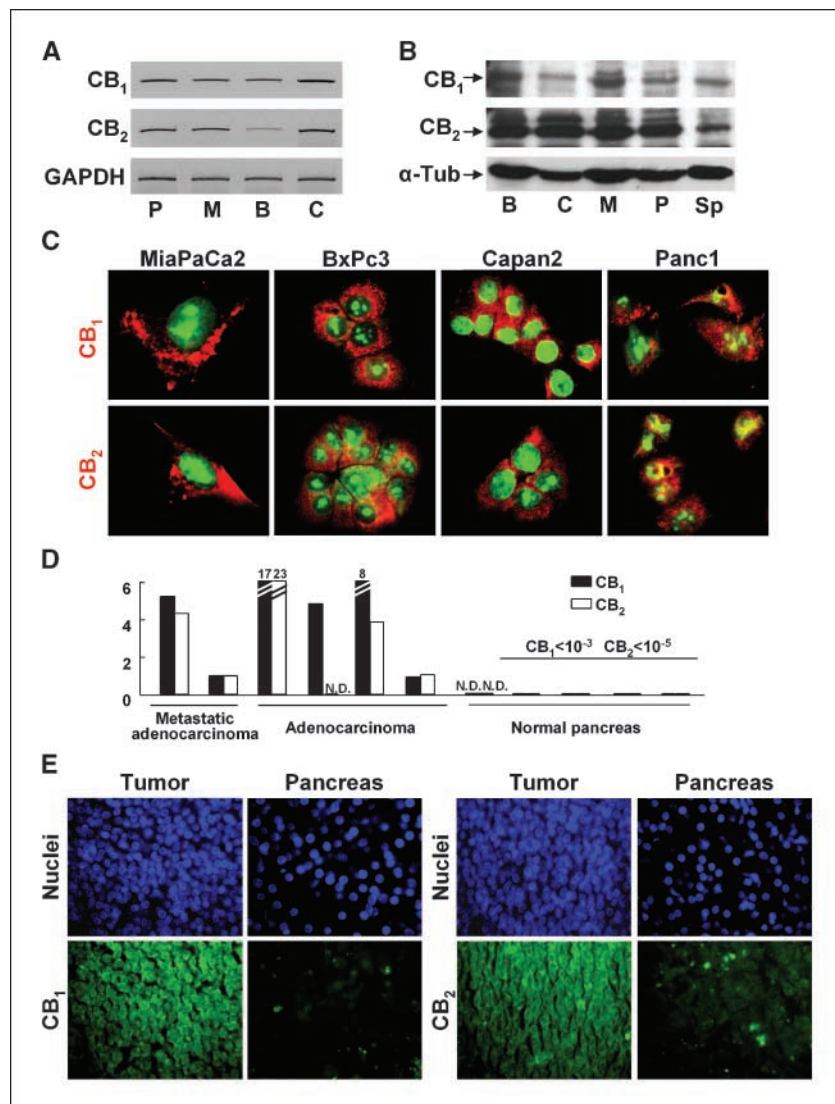 A
CB1
CB2
GAPDH
P M B C
B
CB1
CB2
α-Tub
B C M P Sp
C
MiaPaCa2 BxPc3 Capan2 Panc1
CB1
CB2
D
6
4
2
0
17 23 8
N.D.
CB1
CB2
CB1<10⁻³ CB2<10⁻⁵
N.D.N.D.
Metastatic
adenocarcinoma
Adenocarcinoma
Normal pancreas
E
Tumor Pancreas Tumor Pancreas
Nuclei
CB1
Nuclei
CB2